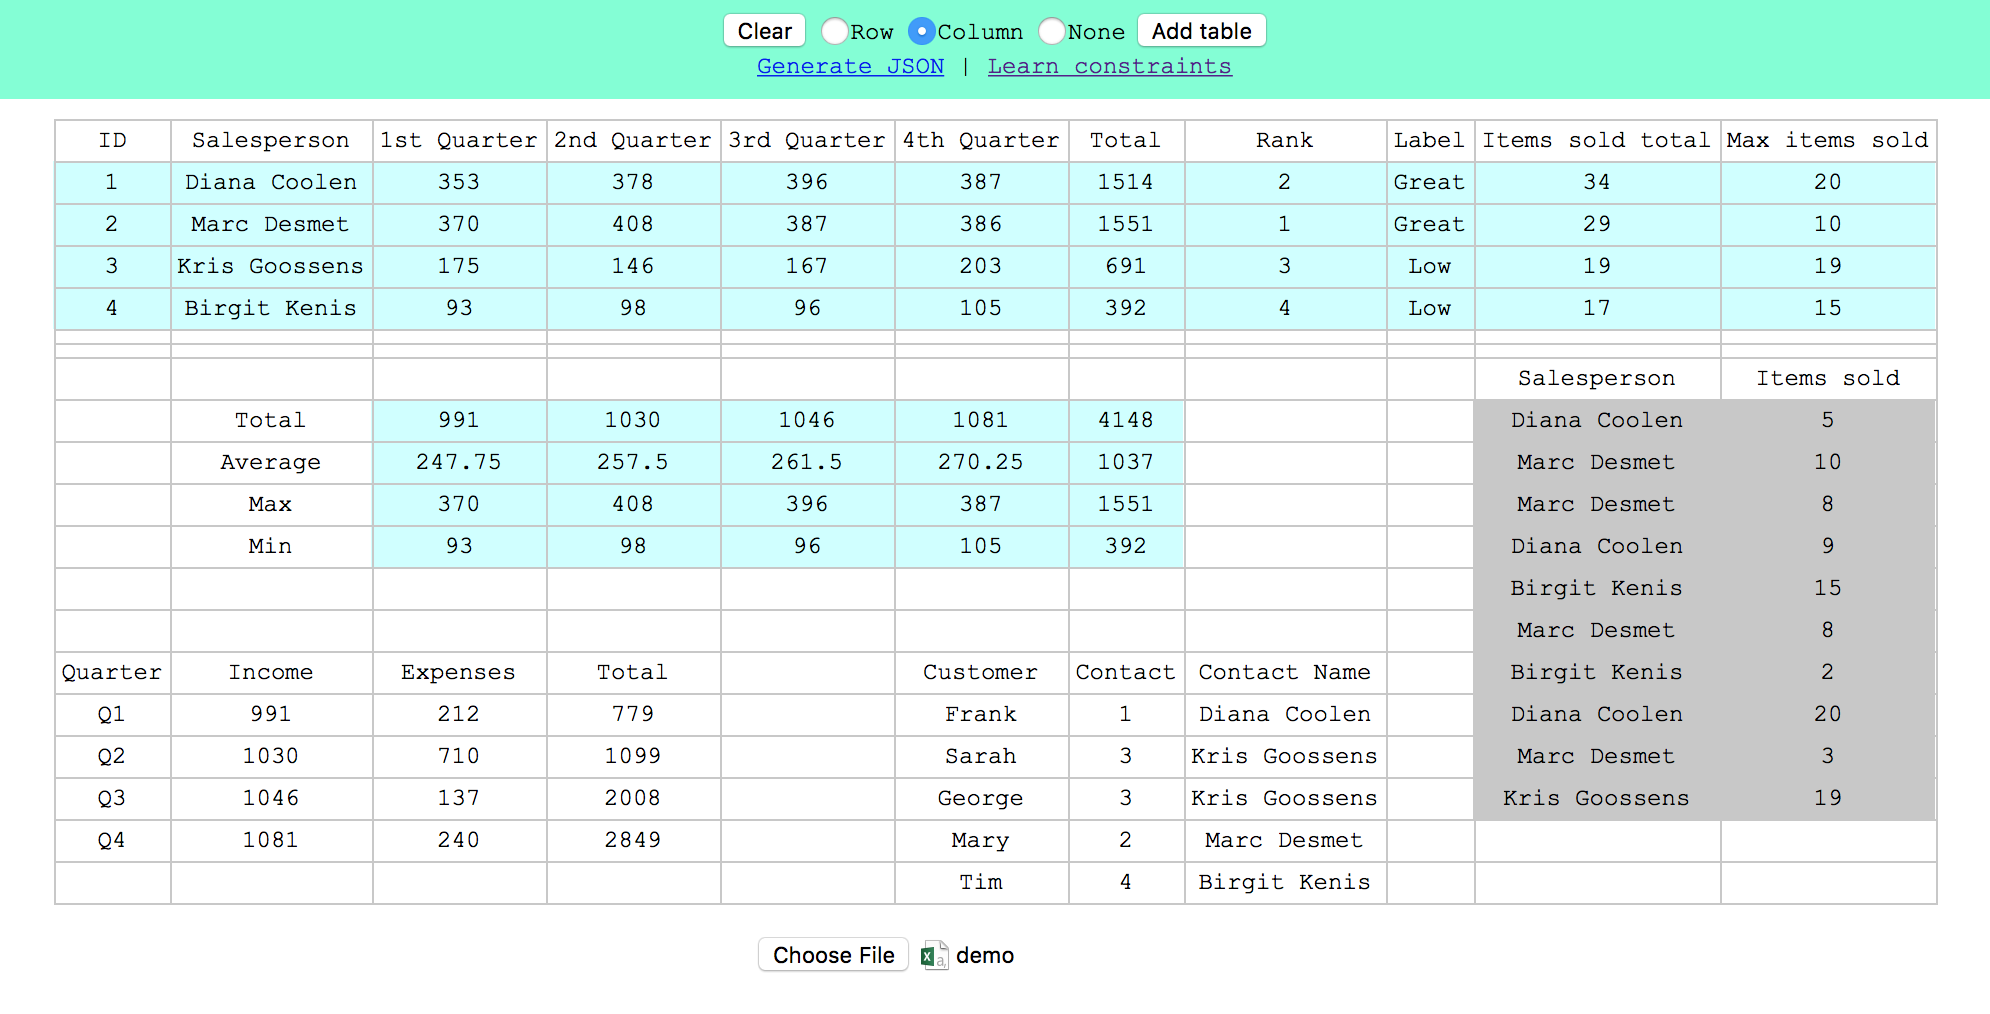 Clear Row Column None Add table
Generate JSON | Learn constraints
ID Salesperson 1st Quarter 2nd Quarter 3rd Quarter 4th Quarter Total Rank Label Items sold total Max items sold
1 Diana Coolen 353 378 396 387 1514 2 Great 34 20
2 Marc Desmet 370 408 387 386 1551 1 Great 29 10
3 Kris Goossens 175 146 167 203 691 3 Low 19 19
4 Birgit Kenis 93 98 96 105 392 4 Low 17 15
Salesperson Items sold
Total 991 1030 1046 1081 4148 Diana Coolen 5
Average 247.75 257.5 261.5 270.25 1037 Marc Desmet 10
Max 370 408 396 387 1551 Marc Desmet 8
Min 93 98 96 105 392 Diana Coolen 9
Birgit Kenis 15
Marc Desmet 8
Quarter Income Expenses Total Customer Contact Contact Name Birgit Kenis 2
Q1 991 212 779 Frank 1 Diana Coolen Diana Coolen 20
Q2 1030 710 1099 Sarah 3 Kris Goossens Marc Desmet 3
Q3 1046 137 2008 George 3 Kris Goossens Kris Goossens 19
Q4 1081 240 2849 Mary 2 Marc Desmet
Tim 4 Birgit Kenis
Choose File demo